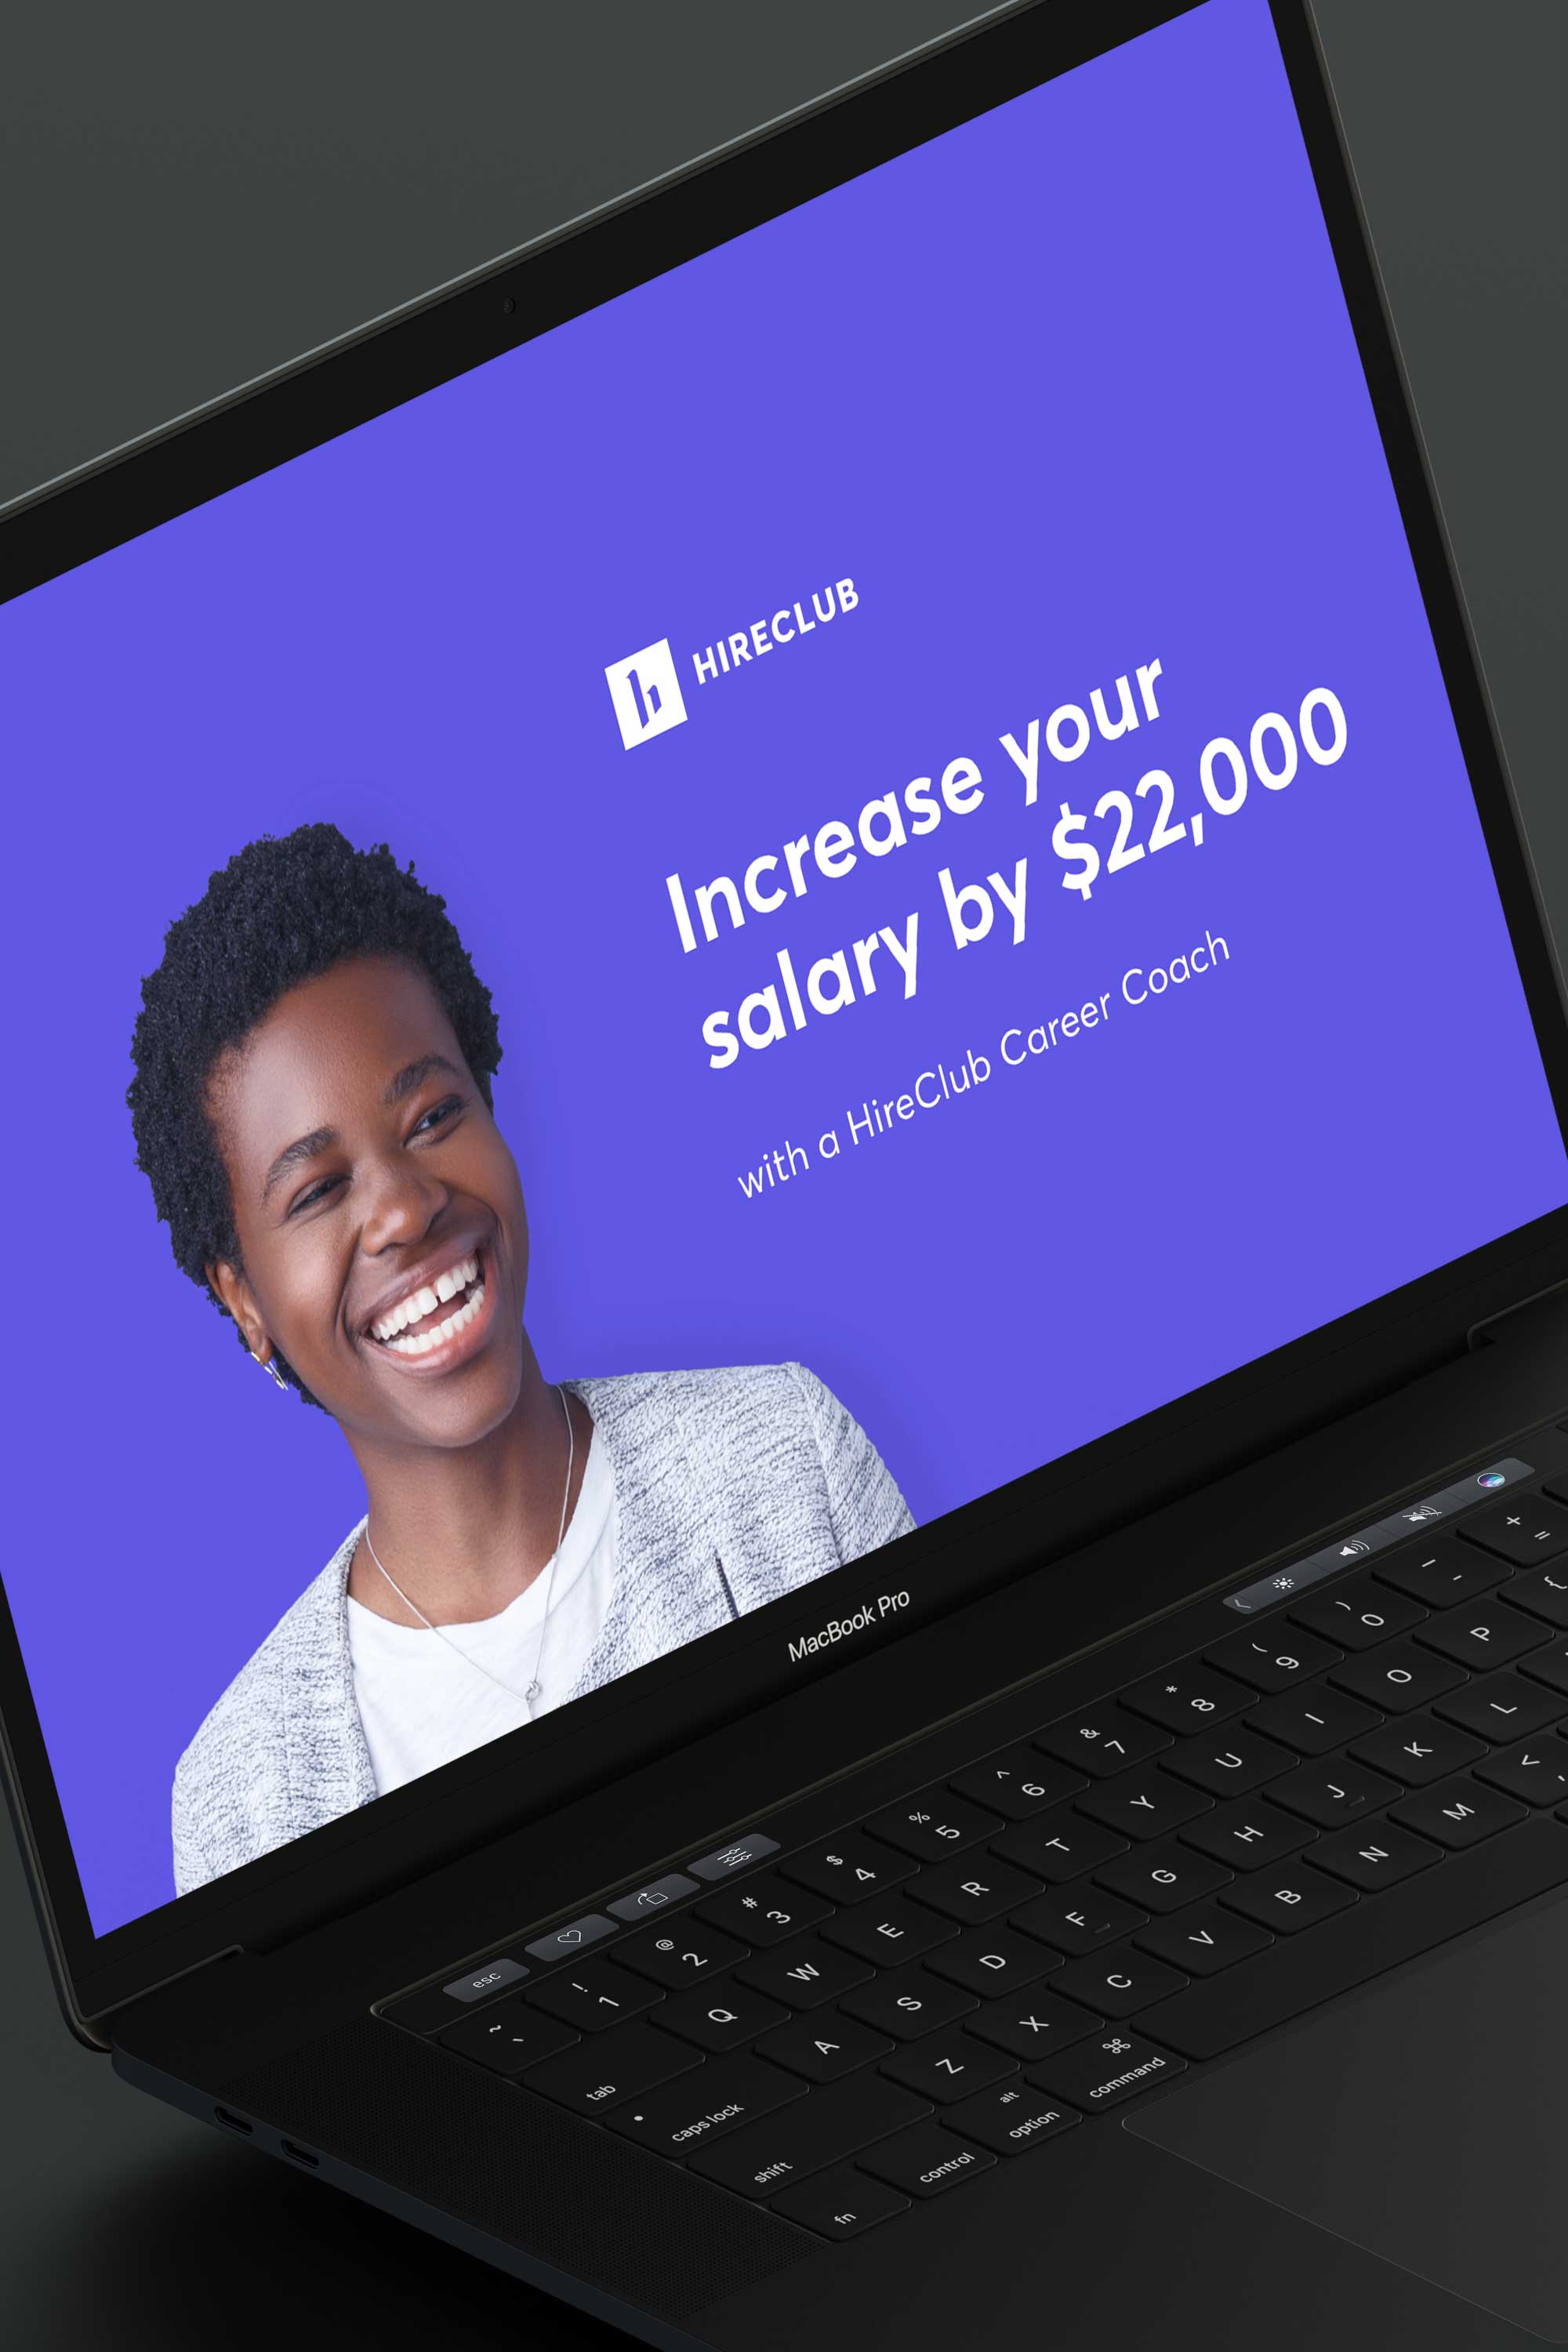 HIRECLUB
Increase your
salary by $22,000
with a HireClub Career Coach
MacBook Pro
esc
~ ! @ # $ % ^ & * ( ) _ +
` 1 2 3 4 5 6 7 8 9 0 - =
tab Q W E R T Y U I O P {
caps lock A S D F G H J K L
shift Z X C V B N M < ,
fn control alt option ⌘ command